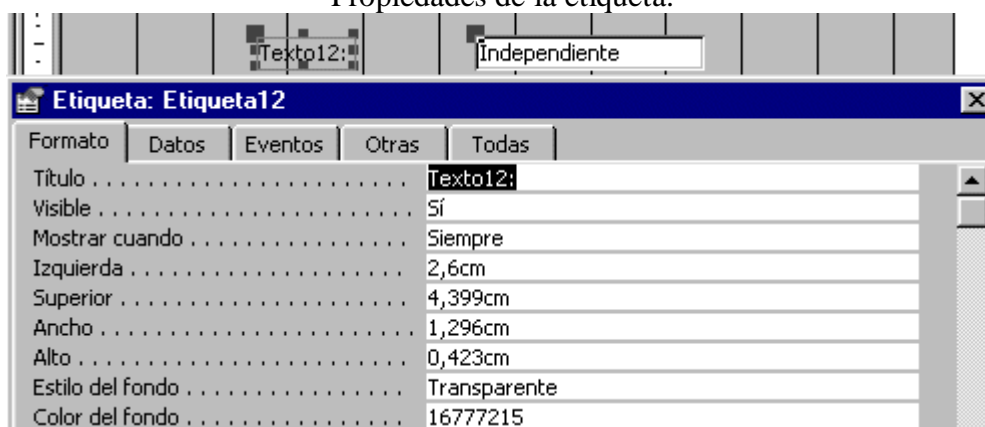 Propiedades de la etiqueta.
Texto12: Independiente
Etiqueta: Etiqueta12
Formato Datos Eventos Otras Todas
Título . . . . . . . . . . . . . . . . . . . . . . . . Texto12:
Visible . . . . . . . . . . . . . . . . . . . . . . . . Sí
Mostrar cuando . . . . . . . . . . . . . . . . . Siempre
Izquierda . . . . . . . . . . . . . . . . . . . . . 2,6cm
Superior . . . . . . . . . . . . . . . . . . . . . . 4,399cm
Ancho . . . . . . . . . . . . . . . . . . . . . . . . 1,296cm
Alto . . . . . . . . . . . . . . . . . . . . . . . . . 0,423cm
Estilo del fondo . . . . . . . . . . . . . . . . . Transparente
Color del fondo . . . . . . . . . . . . . . . . . 16777215